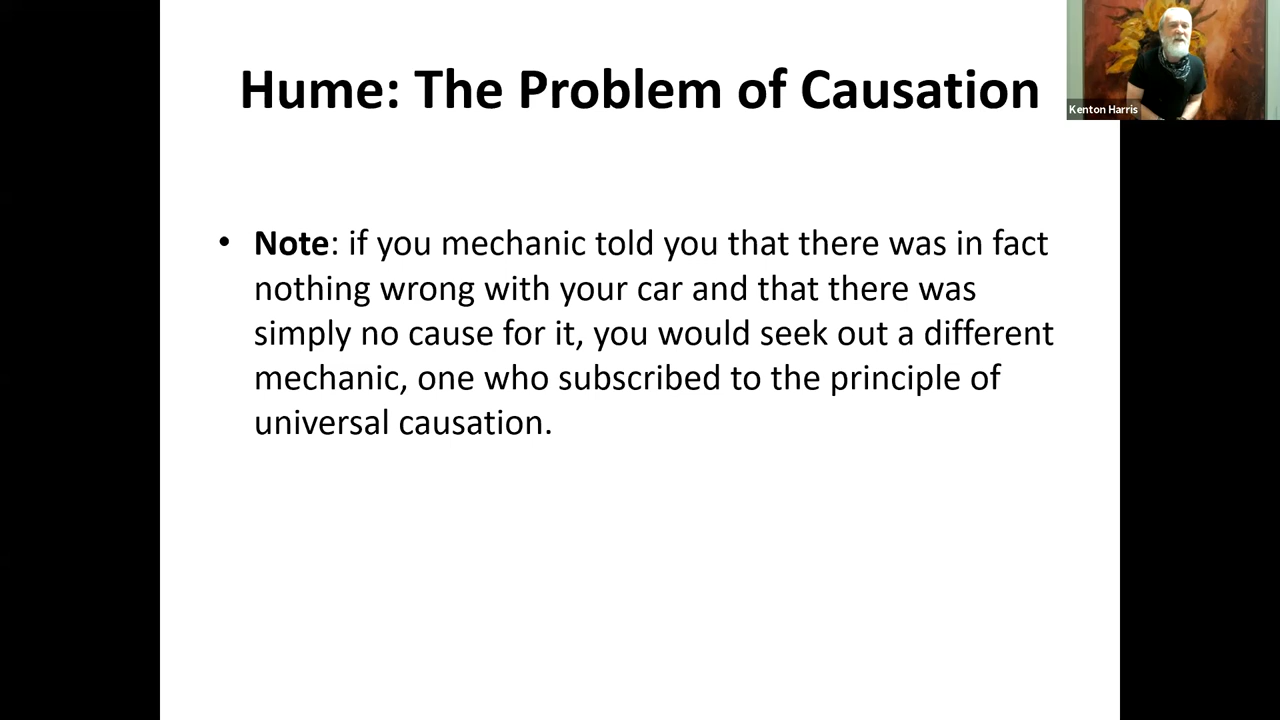 Hume: The Problem of Causation
Kenton Harris
• Note: if you mechanic told you that there was in fact
nothing wrong with your car and that there was
simply no cause for it, you would seek out a different
mechanic, one who subscribed to the principle of
universal causation.